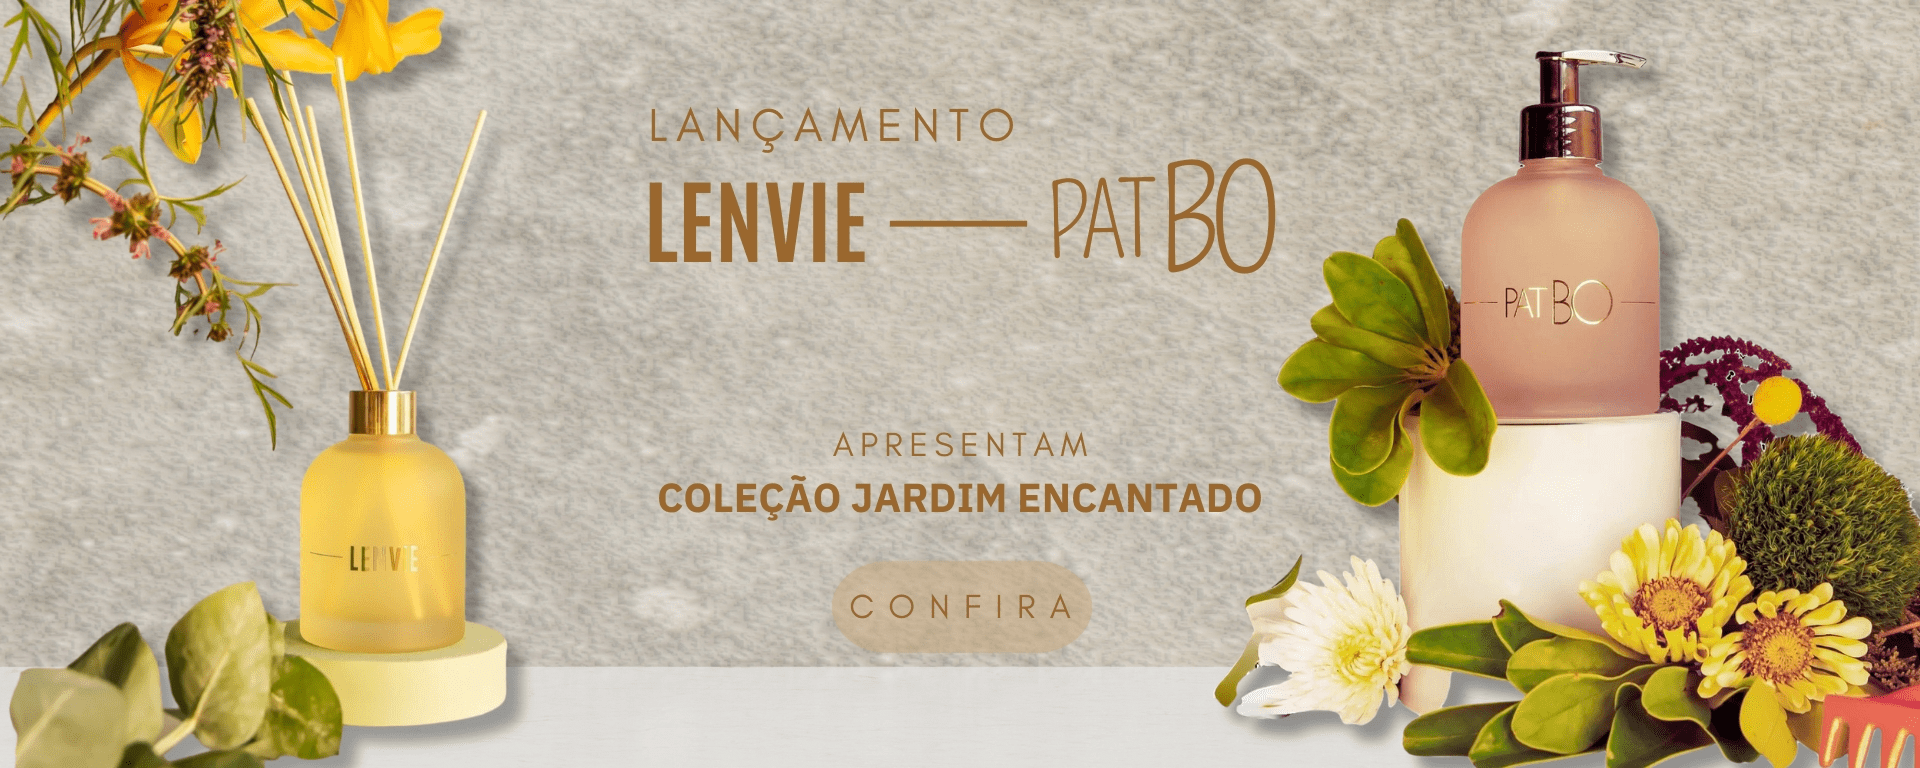 LANÇAMENTO
LENVIE — PATBO
APRESENTAM
COLEÇÃO JARDIM ENCANTADO
CONFIRA
LENVIE
PATBO